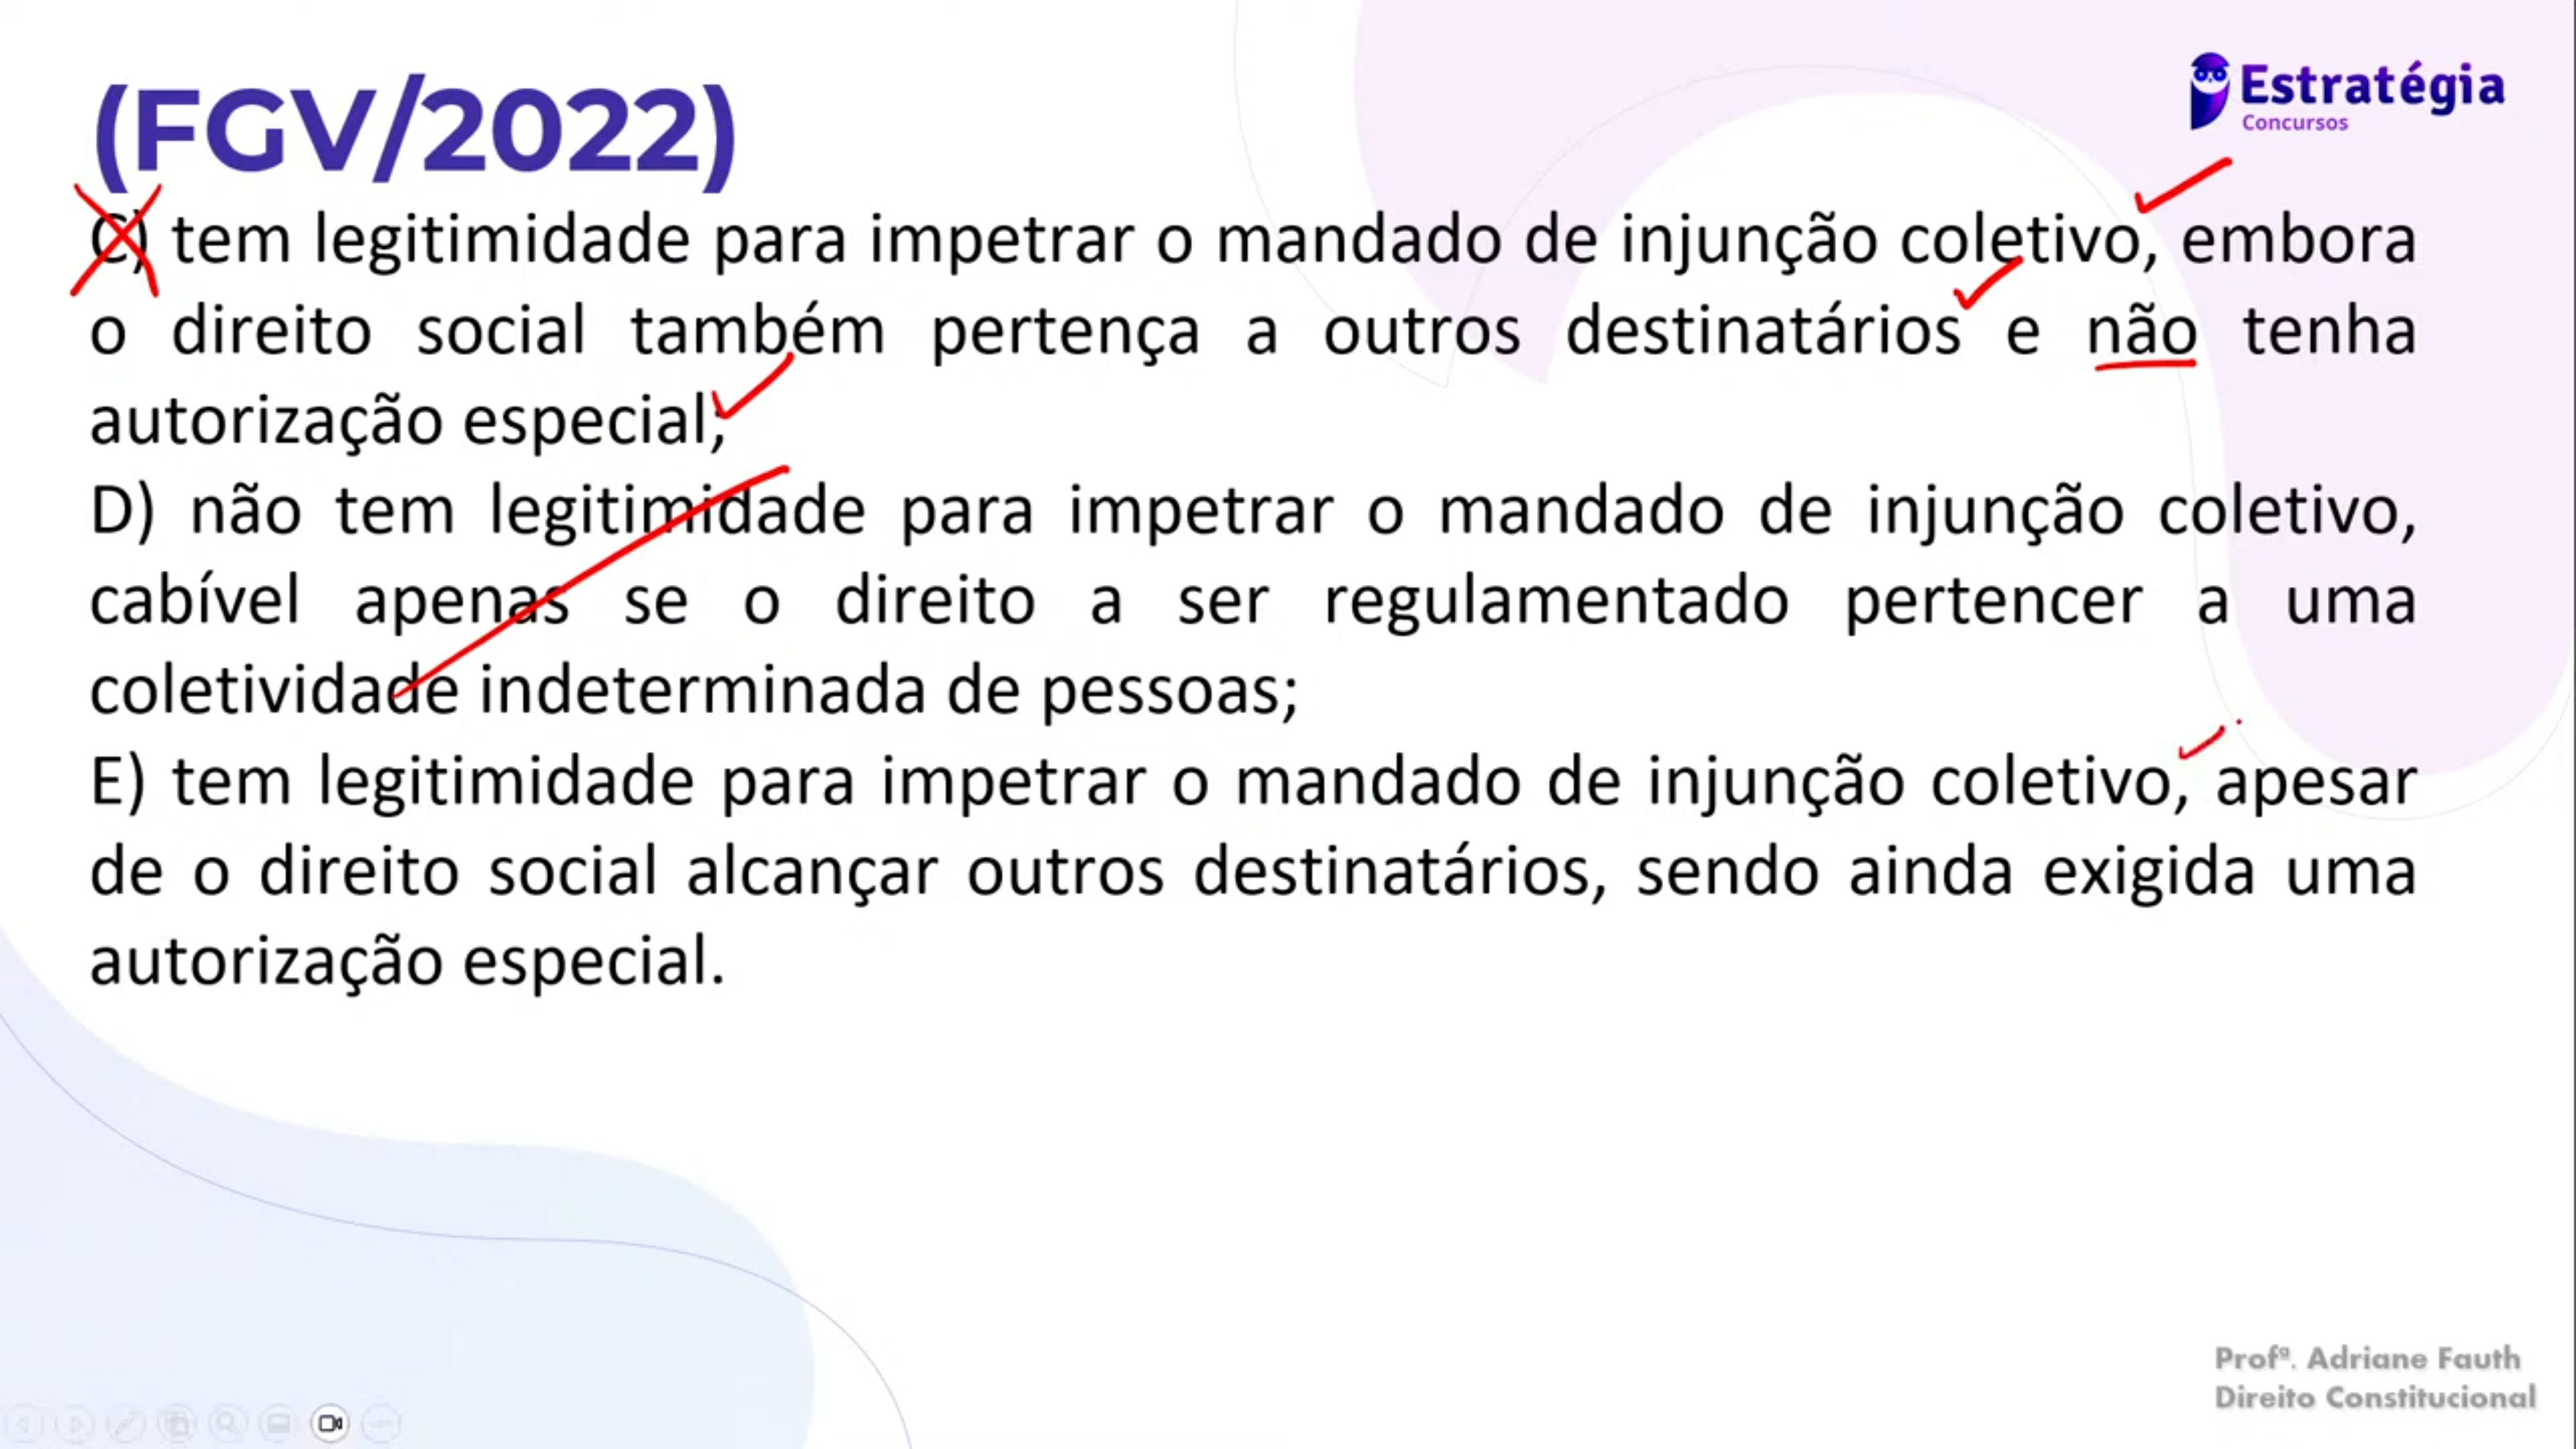 (FGV/2022)
Estratégia
Concursos
C) tem legitimidade para impetrar o mandado de injunção coletivo, embora
o direito social também pertença a outros destinatários e não tenha
autorização especial;
D) não tem legitimidade para impetrar o mandado de injunção coletivo,
cabível apenas se o direito a ser regulamentado pertencer a uma
coletividade indeterminada de pessoas;
E) tem legitimidade para impetrar o mandado de injunção coletivo, apesar
de o direito social alcançar outros destinatários, sendo ainda exigida uma
autorização especial.
Profª. Adriane Fauth
Direito Constitucional